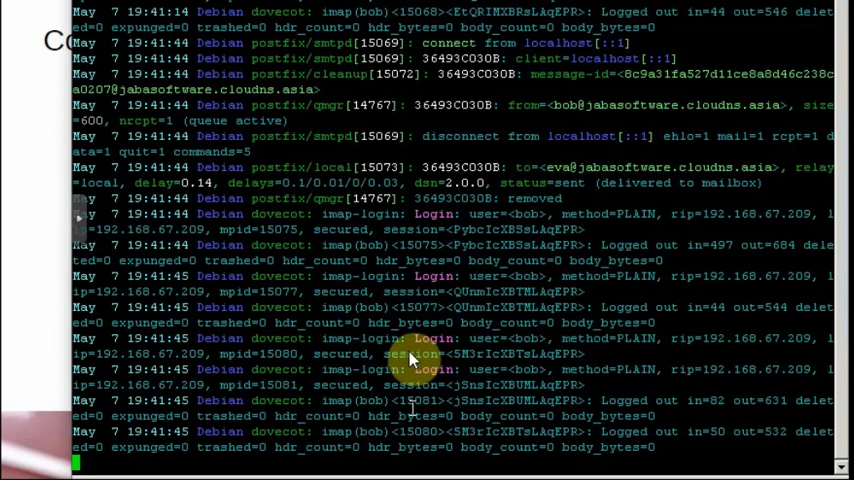 Co
May  7 19:41:14 Debian dovecot: imap(bob)<15068><EtQRIMXBRsLAqEPR>: Logged out in=44 out=546 delet
ed=0 expunged=0 trashed=0 hdr_count=0 hdr_bytes=0 body_count=0 body_bytes=0
May  7 19:41:44 Debian postfix/smtpd[15069]: connect from localhost[::1]
May  7 19:41:44 Debian postfix/smtpd[15069]: 36493C030B: client=localhost[::1]
May  7 19:41:44 Debian postfix/cleanup[15072]: 36493C030B: message-id=<8c9a31fa527d11ce8a8d46c238c
a0207@jabasoftware.cloudns.asia>
May  7 19:41:44 Debian postfix/qmgr[14767]: 36493C030B: from=<bob@jabasoftware.cloudns.asia>, size
=600, nrcpt=1 (queue active)
May  7 19:41:44 Debian postfix/smtpd[15069]: disconnect from localhost[::1] ehlo=1 mail=1 rcpt=1 d
ata=1 quit=1 commands=5
May  7 19:41:44 Debian postfix/local[15073]: 36493C030B: to=<eva@jabasoftware.cloudns.asia>, relay
=local, delay=0.14, delays=0.1/0.01/0/0.03, dsn=2.0.0, status=sent (delivered to mailbox)
May  7 19:41:44 Debian postfix/qmgr[14767]: 36493C030B: removed
May  7 19:41:44 Debian dovecot: imap-login: Login: user=<bob>, method=PLAIN, rip=192.168.67.209, l
ip=192.168.67.209, mpid=15075, secured, session=<PybcIcXBSsLAqEPR>
May  7 19:41:44 Debian dovecot: imap(bob)<15075><PybcIcXBSsLAqEPR>: Logged out in=497 out=684 dele
ted=0 expunged=0 trashed=0 hdr_count=0 hdr_bytes=0 body_count=0 body_bytes=0
May  7 19:41:45 Debian dovecot: imap-login: Login: user=<bob>, method=PLAIN, rip=192.168.67.209, l
ip=192.168.67.209, mpid=15077, secured, session=<QUnmIcXBTMLAqEPR>
May  7 19:41:45 Debian dovecot: imap(bob)<15077><QUnmIcXBTMLAqEPR>: Logged out in=44 out=544 delet
ed=0 expunged=0 trashed=0 hdr_count=0 hdr_bytes=0 body_count=0 body_bytes=0
May  7 19:41:45 Debian dovecot: imap-login: Login: user=<bob>, method=PLAIN, rip=192.168.67.209, l
ip=192.168.67.209, mpid=15080, secured, session=<5M3rIcXBTsLAqEPR>
May  7 19:41:45 Debian dovecot: imap-login: Login: user=<bob>, method=PLAIN, rip=192.168.67.209, l
ip=192.168.67.209, mpid=15081, secured, session=<jSnsIcXBUMLAqEPR>
May  7 19:41:45 Debian dovecot: imap(bob)<15081><jSnsIcXBUMLAqEPR>: Logged out in=82 out=631 delet
ed=0 expunged=0 trashed=0 hdr_count=0 hdr_bytes=0 body_count=0 body_bytes=0
May  7 19:41:45 Debian dovecot: imap(bob)<15080><5M3rIcXBTsLAqEPR>: Logged out in=50 out=532 delet
ed=0 expunged=0 trashed=0 hdr_count=0 hdr_bytes=0 body_count=0 body_bytes=0